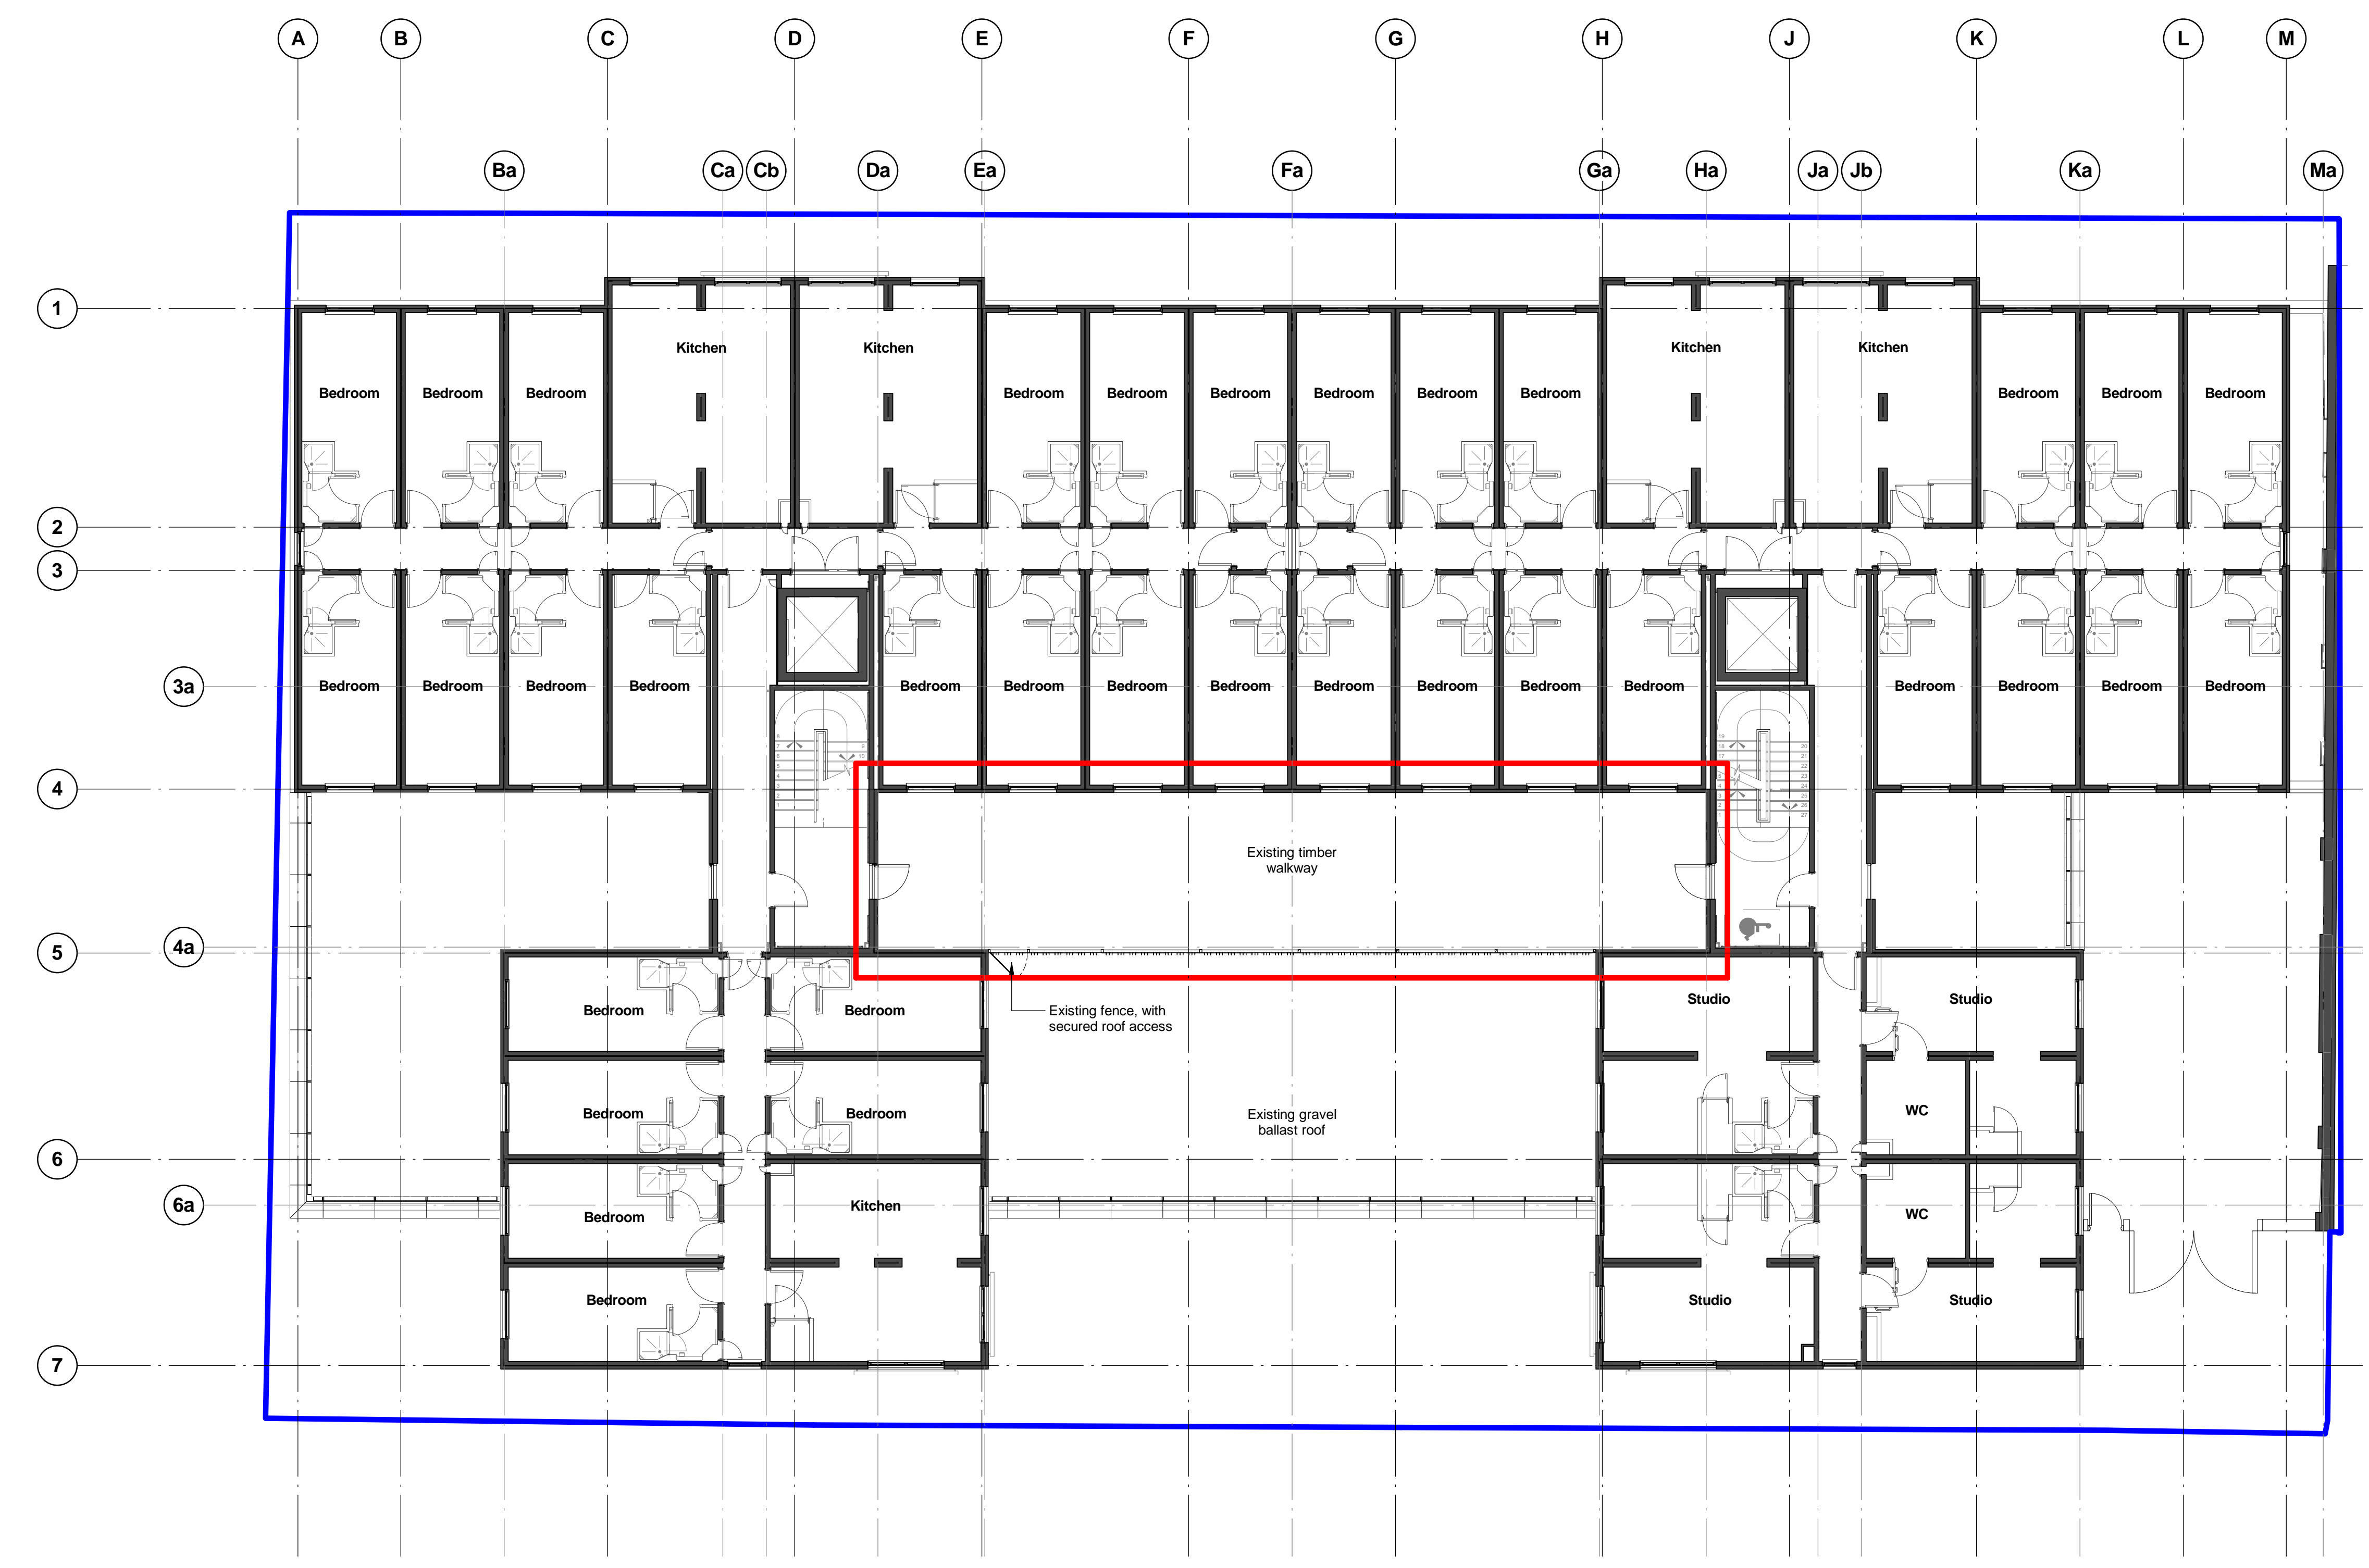 A B C D E F G H J K L M
Ba Ca Cb Da Ea Fa Ga Ha Ja Jb Ka Ma
1
Kitchen Kitchen Kitchen Kitchen
Bedroom Bedroom Bedroom Bedroom Bedroom Bedroom Bedroom Bedroom Bedroom Bedroom Bedroom Bedroom
2
3
3a
Bedroom Bedroom Bedroom Bedroom Bedroom Bedroom Bedroom Bedroom Bedroom Bedroom Bedroom Bedroom Bedroom Bedroom Bedroom Bedroom
4
Existing timber
walkway
4a
5
Bedroom Bedroom Studio Studio
Existing fence, with
secured roof access
Bedroom Bedroom WC
Existing gravel
ballast roof
6
6a
Bedroom Kitchen WC
Bedroom Studio Studio
7